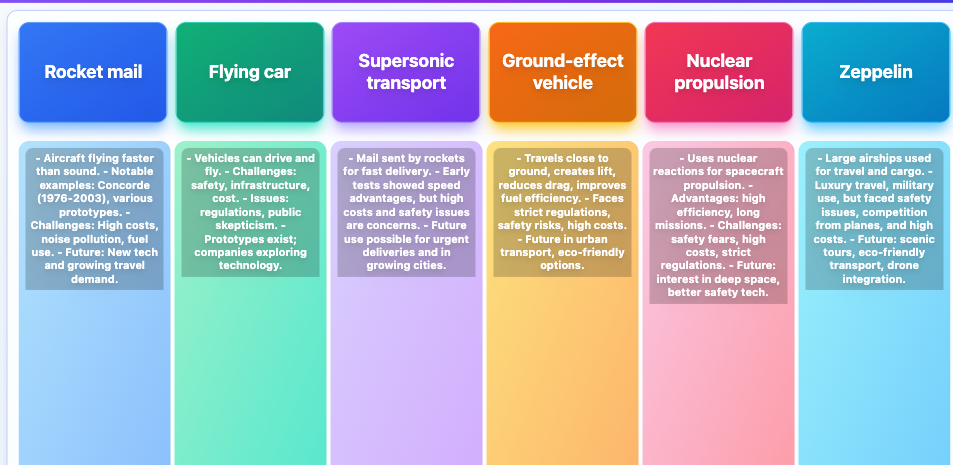 Rocket mail
Flying car
Supersonic
transport
Ground-effect
vehicle
Nuclear
propulsion
Zeppelin
- Aircraft flying faster
than sound. - Notable
examples: Concorde
(1976-2003), various
prototypes. -
Challenges: High costs,
noise pollution, fuel
use. - Future: New tech
and growing travel
demand.
- Vehicles can drive and
fly. - Challenges:
safety, infrastructure,
cost. - Issues:
regulations, public
skepticism. -
Prototypes exist;
companies exploring
technology.
- Mail sent by rockets
for fast delivery. - Early
tests showed speed
advantages, but high
costs and safety issues
are concerns. - Future
use possible for urgent
deliveries and in
growing cities.
- Travels close to
ground, creates lift,
reduces drag, improves
fuel efficiency. - Faces
strict regulations,
safety risks, high costs.
- Future in urban
transport, eco-friendly
options.
- Uses nuclear
reactions for spacecraft
propulsion. -
Advantages: high
efficiency, long
missions. - Challenges:
safety fears, high
costs, strict
regulations. - Future:
interest in deep space,
better safety tech.
- Large airships used
for travel and cargo. -
Luxury travel, military
use, but faced safety
issues, competition
from planes, and high
costs. - Future: scenic
tours, eco-friendly
transport, drone
integration.